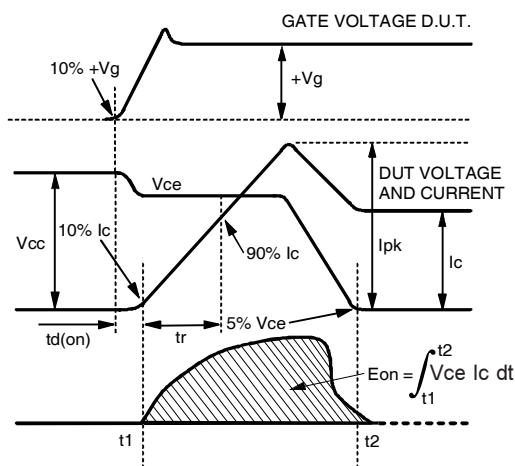 GATE VOLTAGE D.U.T.
10% +Vg
+Vg
Vce
DUT VOLTAGE
AND CURRENT
10% Ic
Vcc
90% Ic
Ipk
Ic
td(on)
tr
5% Vce
Eon = ∫ Vce Ic dt
t2
t1
t1
t2